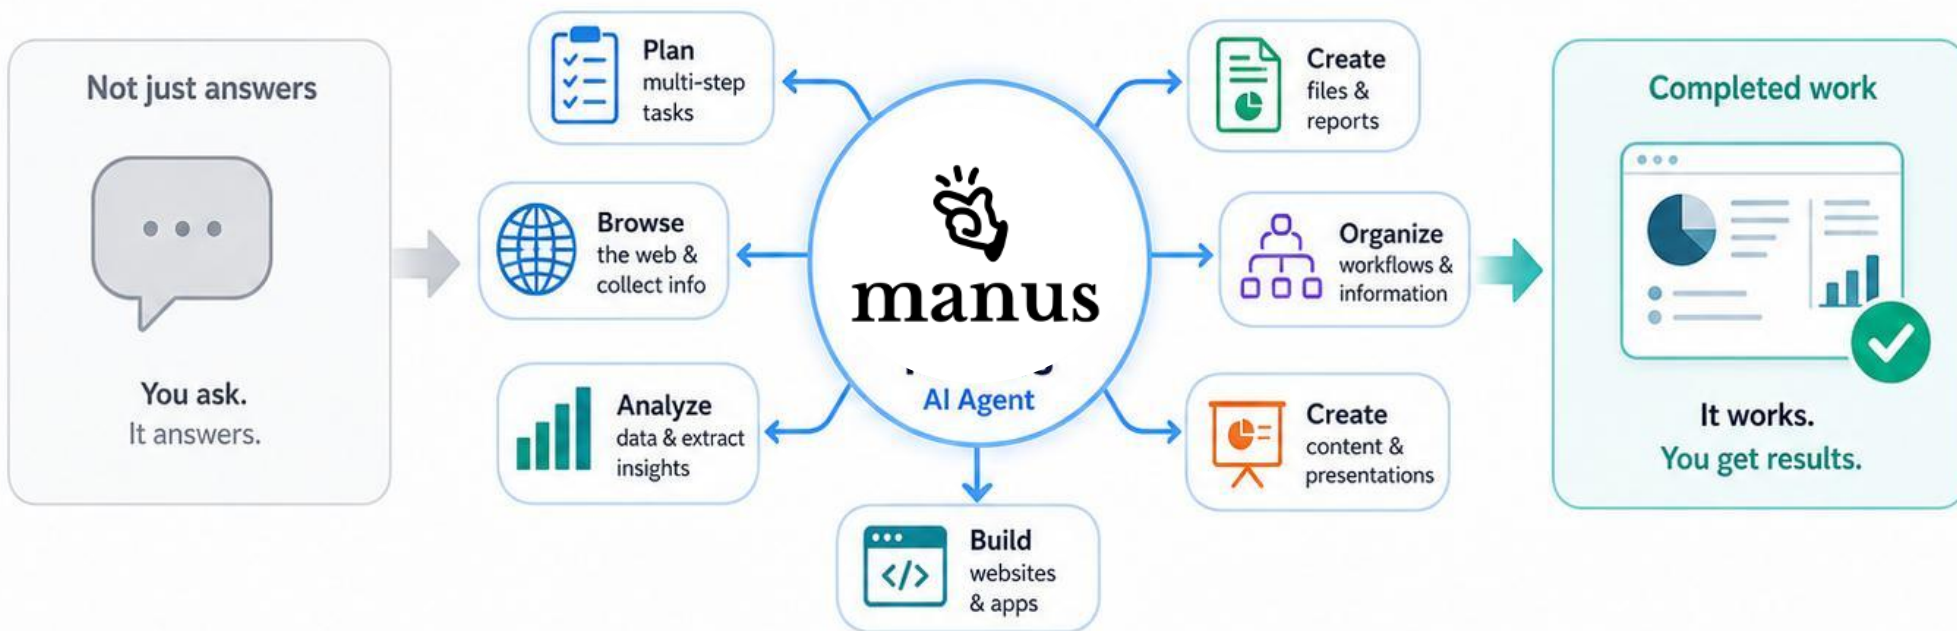 Not just answers
You ask.
It answers.
Plan
multi-step
tasks
Browse
the web &
collect info
Analyze
data & extract
insights
manus
AI Agent
Build
websites
& apps
Create
files &
reports
Organize
workflows &
information
Create
content &
presentations
Completed work
It works.
You get results.